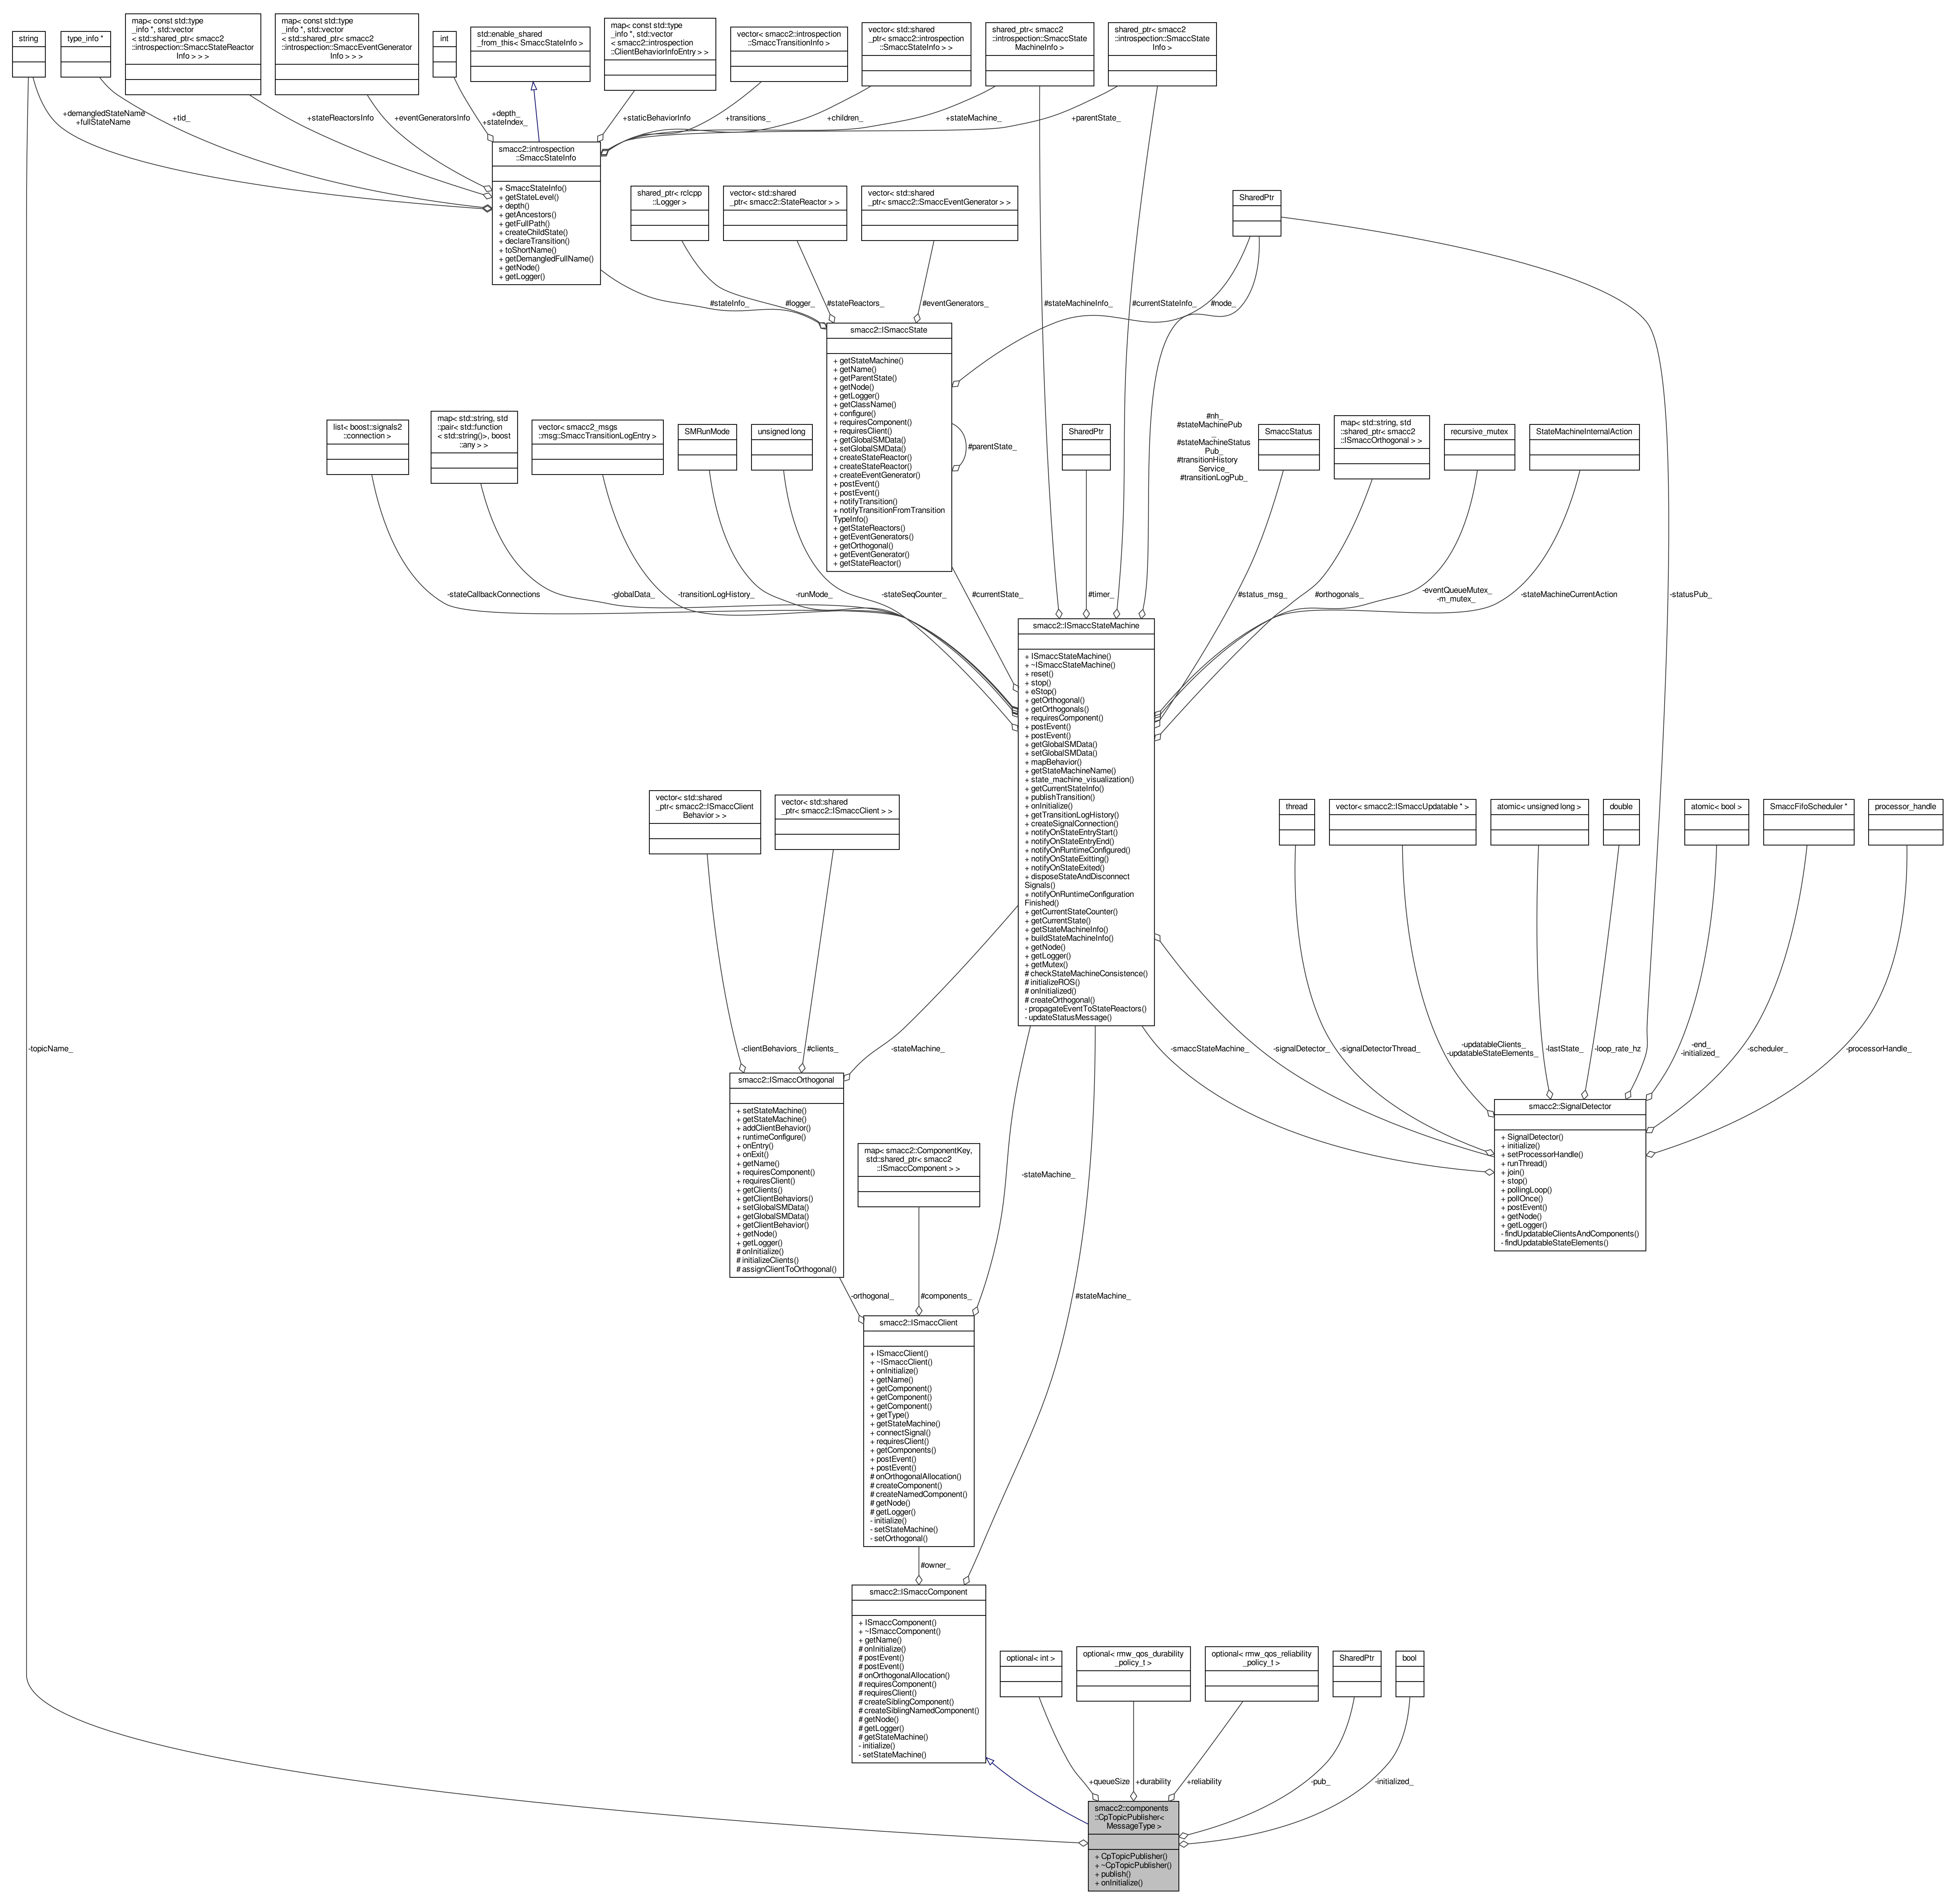 string
type_info *
map< const std::type
_info *, std::vector
< std::shared_ptr< smacc2
::introspection::SmaccStateReactor
Info > > >
map< const std::type
_info *, std::vector
< std::shared_ptr< smacc2
::introspection::SmaccEventGenerator
Info > > >
int
std::enable_shared
_from_this< SmaccStateInfo >
map< const std::type
_info *, std::vector
< smacc2::introspection
::ClientBehaviorInfoEntry > >
vector< smacc2::introspection
::SmaccTransitionInfo >
vector< std::shared
_ptr< smacc2::introspection
::SmaccStateInfo > >
shared_ptr< smacc2
::introspection::SmaccState
MachineInfo >
shared_ptr< smacc2
::introspection::SmaccState
Info >
+demangledStateName
+fullStateName
+tid_
+stateReactorsInfo
+eventGeneratorsInfo
+depth_
+stateIndex_
+staticBehaviorInfo
+transitions_
+children_
+stateMachine_
+parentState_
smacc2::introspection
::SmaccStateInfo
+ SmaccStateInfo()
+ getStateLevel()
+ depth()
+ getAncestors()
+ getFullPath()
+ createChildState()
+ declareTransition()
+ toShortName()
+ getDemangledFullName()
+ getNode()
+ getLogger()
shared_ptr< rclcpp
::Logger >
vector< std::shared
_ptr< smacc2::StateReactor > >
vector< std::shared
_ptr< smacc2::SmaccEventGenerator > >
SharedPtr
#stateInfo_
#logger_
#stateReactors_
#eventGenerators_
#stateMachineInfo_
#currentStateInfo_
#node_
smacc2::ISmaccState
+ getStateMachine()
+ getName()
+ getParentState()
+ getNode()
+ getLogger()
+ getClassName()
+ configure()
+ requiresComponent()
+ requiresClient()
+ getGlobalSMData()
+ setGlobalSMData()
+ createStateReactor()
+ createStateReactor()
+ createEventGenerator()
+ postEvent()
+ postEvent()
+ notifyTransition()
+ notifyTransitionFromTransition
TypeInfo()
+ getStateReactors()
+ getEventGenerators()
+ getOrthogonal()
+ getEventGenerator()
+ getStateReactor()
#parentState_
list< boost::signals2
::connection >
map< std::string, std
::pair< std::function
< std::string()>, boost
::any > >
vector< smacc2_msgs
::msg::SmaccTransitionLogEntry >
SMRunMode
unsigned long
SharedPtr
#nh_
#stateMachinePub
_
#stateMachineStatus
Pub_
#transitionHistory
Service_
#transitionLogPub_
SmaccStatus
map< std::string, std
::shared_ptr< smacc2
::ISmaccOrthogonal > >
recursive_mutex
StateMachineInternalAction
-stateCallbackConnections
-globalData_
-transitionLogHistory_
-runMode_
-stateSeqCounter_
#currentState_
#timer_
#status_msg_
#orthogonals_
-eventQueueMutex_
-m_mutex_
-stateMachineCurrentAction
-statusPub_
smacc2::ISmaccStateMachine
+ ISmaccStateMachine()
+ ~ISmaccStateMachine()
+ reset()
+ stop()
+ eStop()
+ getOrthogonal()
+ getOrthogonals()
+ requiresComponent()
+ postEvent()
+ postEvent()
+ getGlobalSMData()
+ setGlobalSMData()
+ mapBehavior()
+ getStateMachineName()
+ state_machine_visualization()
+ getCurrentStateInfo()
+ publishTransition()
+ onInitialize()
+ getTransitionLogHistory()
+ createSignalConnection()
+ notifyOnStateEntryStart()
+ notifyOnStateEntryEnd()
+ notifyOnRuntimeConfigured()
+ notifyOnStateExitting()
+ notifyOnStateExited()
+ disposeStateAndDisconnect
Signals()
+ notifyOnRuntimeConfiguration
Finished()
+ getCurrentStateCounter()
+ getCurrentState()
+ getStateMachineInfo()
+ buildStateMachineInfo()
+ getNode()
+ getLogger()
+ getMutex()
# checkStateMachineConsistence()
# initializeROS()
# onInitialized()
# createOrthogonal()
- propagateEventToStateReactors()
- updateStatusMessage()
vector< std::shared
_ptr< smacc2::ISmaccClient
Behavior > >
vector< std::shared
_ptr< smacc2::ISmaccClient > >
thread
vector< smacc2::ISmaccUpdatable * >
atomic< unsigned long >
double
atomic< bool >
SmaccFifoScheduler *
processor_handle
-topicName_
-clientBehaviors_
#clients_
-stateMachine_
-smaccStateMachine_
-signalDetector_
-signalDetectorThread_
-updatableClients_
-updatableStateElements_
-lastState_
-loop_rate_hz
-end_
-initialized_
-scheduler_
-processorHandle_
smacc2::ISmaccOrthogonal
+ setStateMachine()
+ getStateMachine()
+ addClientBehavior()
+ runtimeConfigure()
+ onEntry()
+ onExit()
+ getName()
+ requiresComponent()
+ requiresClient()
+ getClients()
+ getClientBehaviors()
+ setGlobalSMData()
+ getGlobalSMData()
+ getClientBehavior()
+ getNode()
+ getLogger()
# onInitialize()
# initializeClients()
# assignClientToOrthogonal()
smacc2::SignalDetector
+ SignalDetector()
+ initialize()
+ setProcessorHandle()
+ runThread()
+ join()
+ stop()
+ pollingLoop()
+ pollOnce()
+ postEvent()
+ getNode()
+ getLogger()
- findUpdatableClientsAndComponents()
- findUpdatableStateElements()
map< smacc2::ComponentKey,
std::shared_ptr< smacc2
::ISmaccComponent > >
-stateMachine_
-orthogonal_
#components_
#stateMachine_
smacc2::ISmaccClient
+ ISmaccClient()
+ ~ISmaccClient()
+ onInitialize()
+ getName()
+ getComponent()
+ getComponent()
+ getComponent()
+ getType()
+ getStateMachine()
+ connectSignal()
+ requiresClient()
+ getComponents()
+ postEvent()
+ postEvent()
# onOrthogonalAllocation()
# createComponent()
# createNamedComponent()
# getNode()
# getLogger()
- initialize()
- setStateMachine()
- setOrthogonal()
#owner_
smacc2::ISmaccComponent
+ ISmaccComponent()
+ ~ISmaccComponent()
+ getName()
# onInitialize()
# postEvent()
# postEvent()
# onOrthogonalAllocation()
# requiresComponent()
# requiresClient()
# createSiblingComponent()
# createSiblingNamedComponent()
# getNode()
# getLogger()
# getStateMachine()
- initialize()
- setStateMachine()
optional< int >
optional< rmw_qos_durability
_policy_t >
optional< rmw_qos_reliability
_policy_t >
SharedPtr
bool
+queueSize
+durability
+reliability
-pub_
-initialized_
smacc2::components
::CpTopicPublisher<
MessageType >
+ CpTopicPublisher()
+ ~CpTopicPublisher()
+ publish()
+ onInitialize()